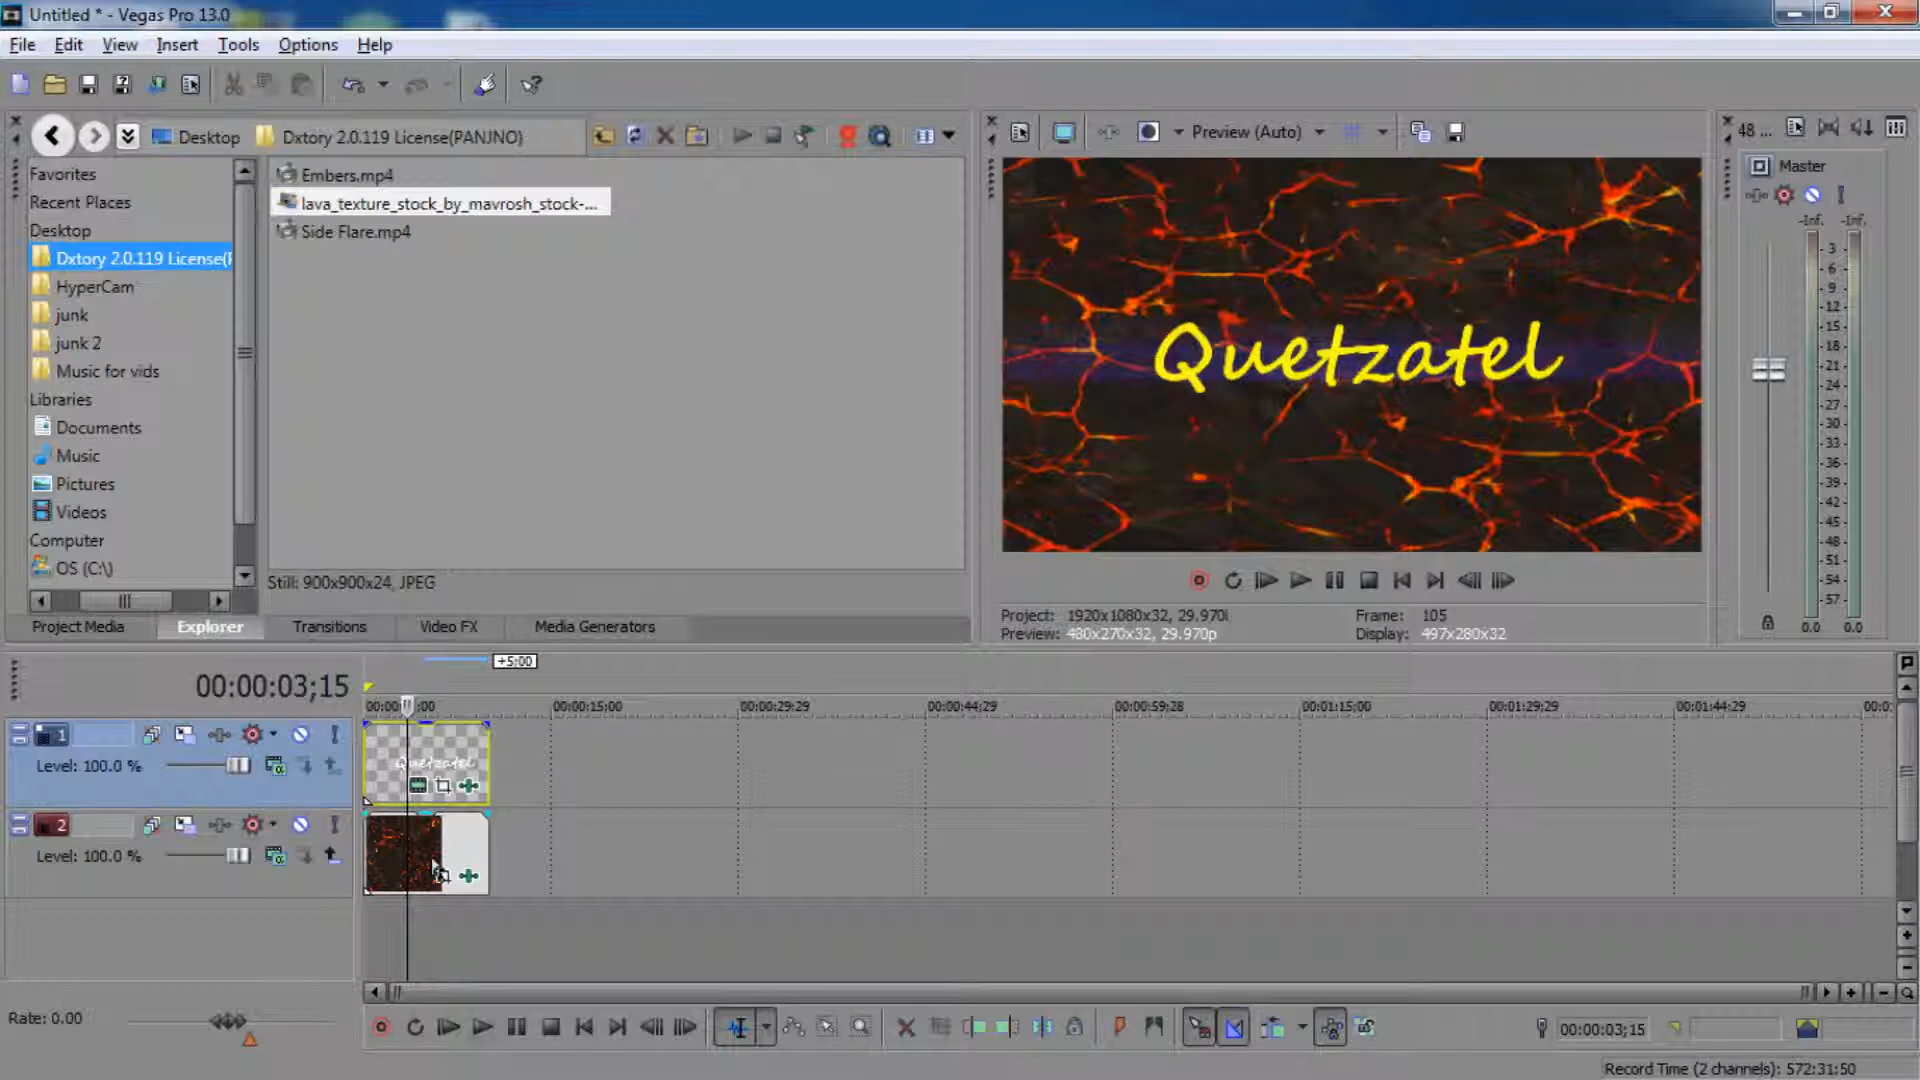 Untitled * - Vegas Pro 13.0
File Edit View Insert Tools Options Help
Desktop Dxtory 2.0.119 License(PANJNO)
Favorites
Recent Places
Desktop
Dxtory 2.0.119 License(
HyperCam
junk
junk 2
Music for vids
Libraries
Documents
Music
Pictures
Videos
Computer
OS (C:\)
Embers.mp4
lava_texture_stock_by_mavrosh_stock-...
Side Flare.mp4
Still: 900x900x24, JPEG
Project Media Explorer Transitions Video FX Media Generators
Preview (Auto)
Quetzatel
Project: 1920x1080x32, 29.970i Frame: 105
Preview: 480x270x32, 29.970p Display: 497x280x32
48 ...
Master
-Inf. -Inf.
3
6
9
12
15
18
21
24
27
30
33
36
39
42
45
48
51
54
57
0.0 0.0
+5:00
00:00:03;15
00:00: :00 00:00:15;00 00:00:29;29 00:00:44;29 00:00:59;28 00:01:15;00 00:01:29;29 00:01:44;29 00:0
1
Level: 100.0 %
Quetzatel
2
Level: 100.0 %
Rate: 0.00
00:00:03;15
Record Time (2 channels): 572:31:50